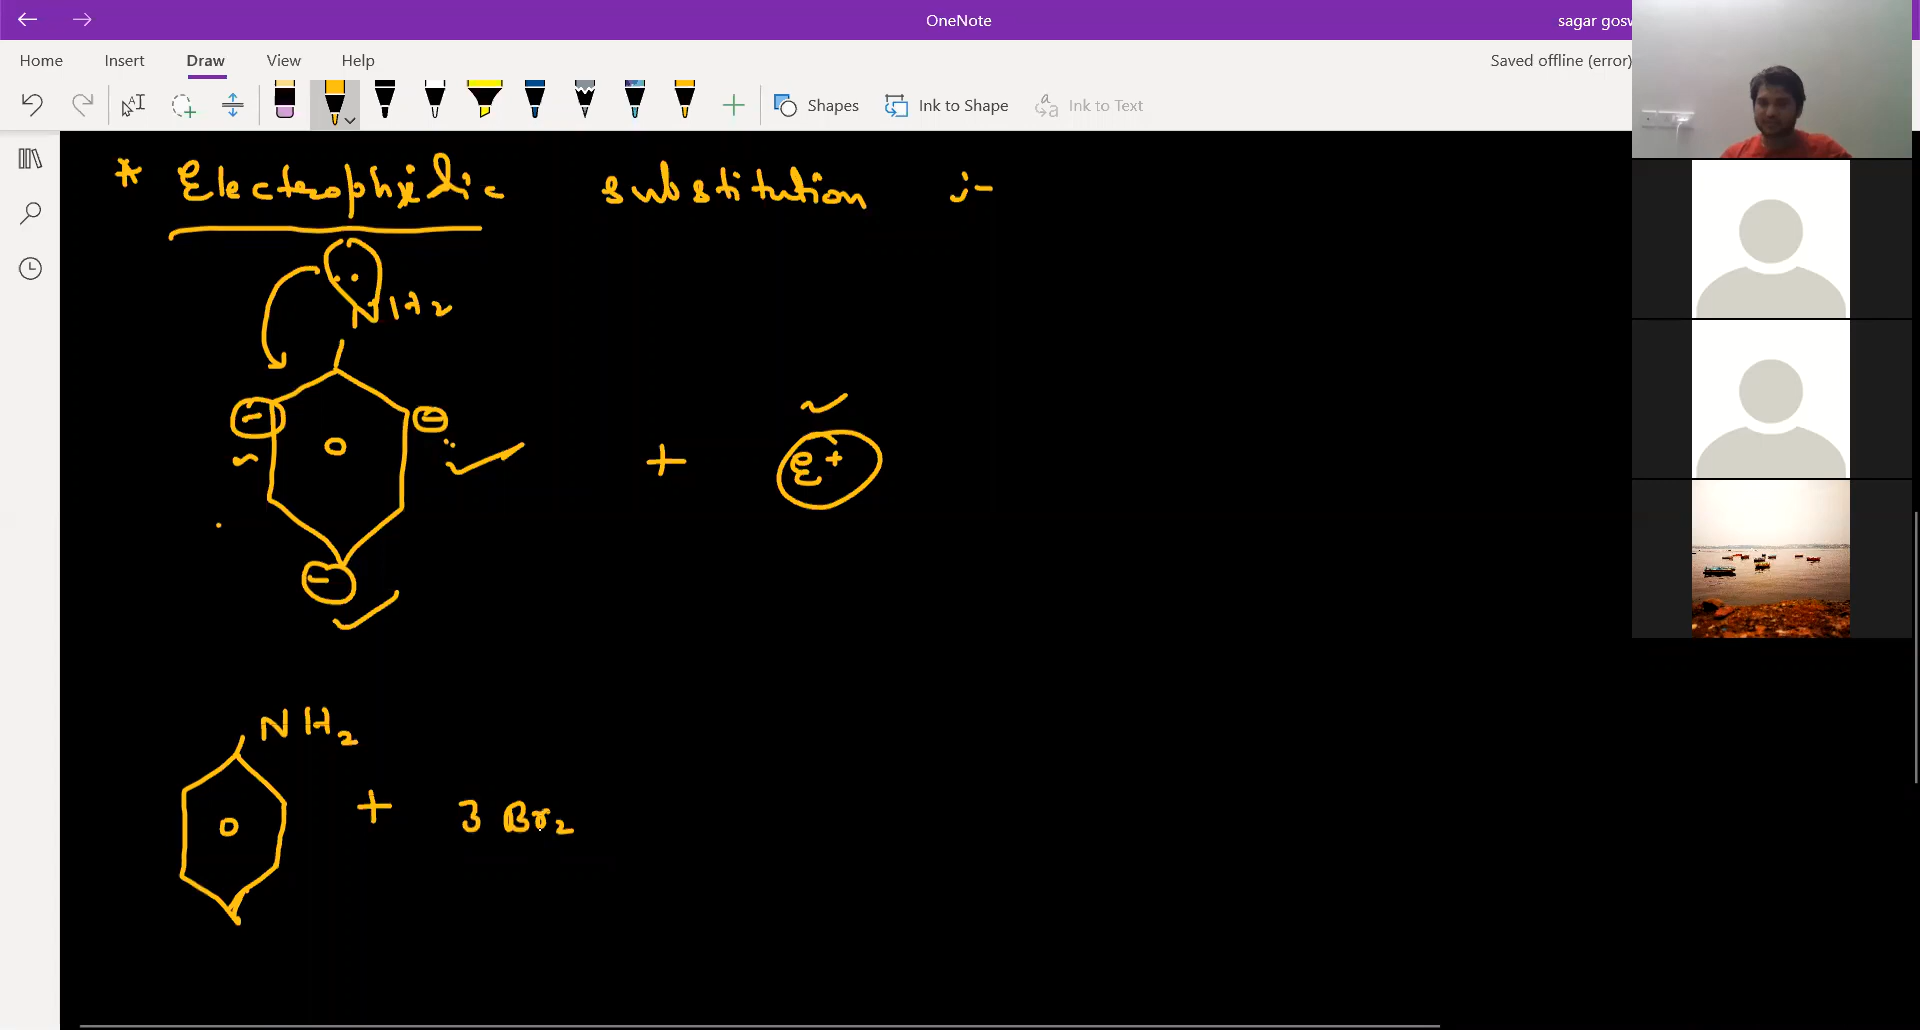 OneNote
sagar gosw
Home Insert Draw View Help
Saved offline (error)
Shapes Ink to Shape Ink to Text
* Electrophilic substitution :-
NH2
- -
+ E+
-
NH2
+ 3 Br2